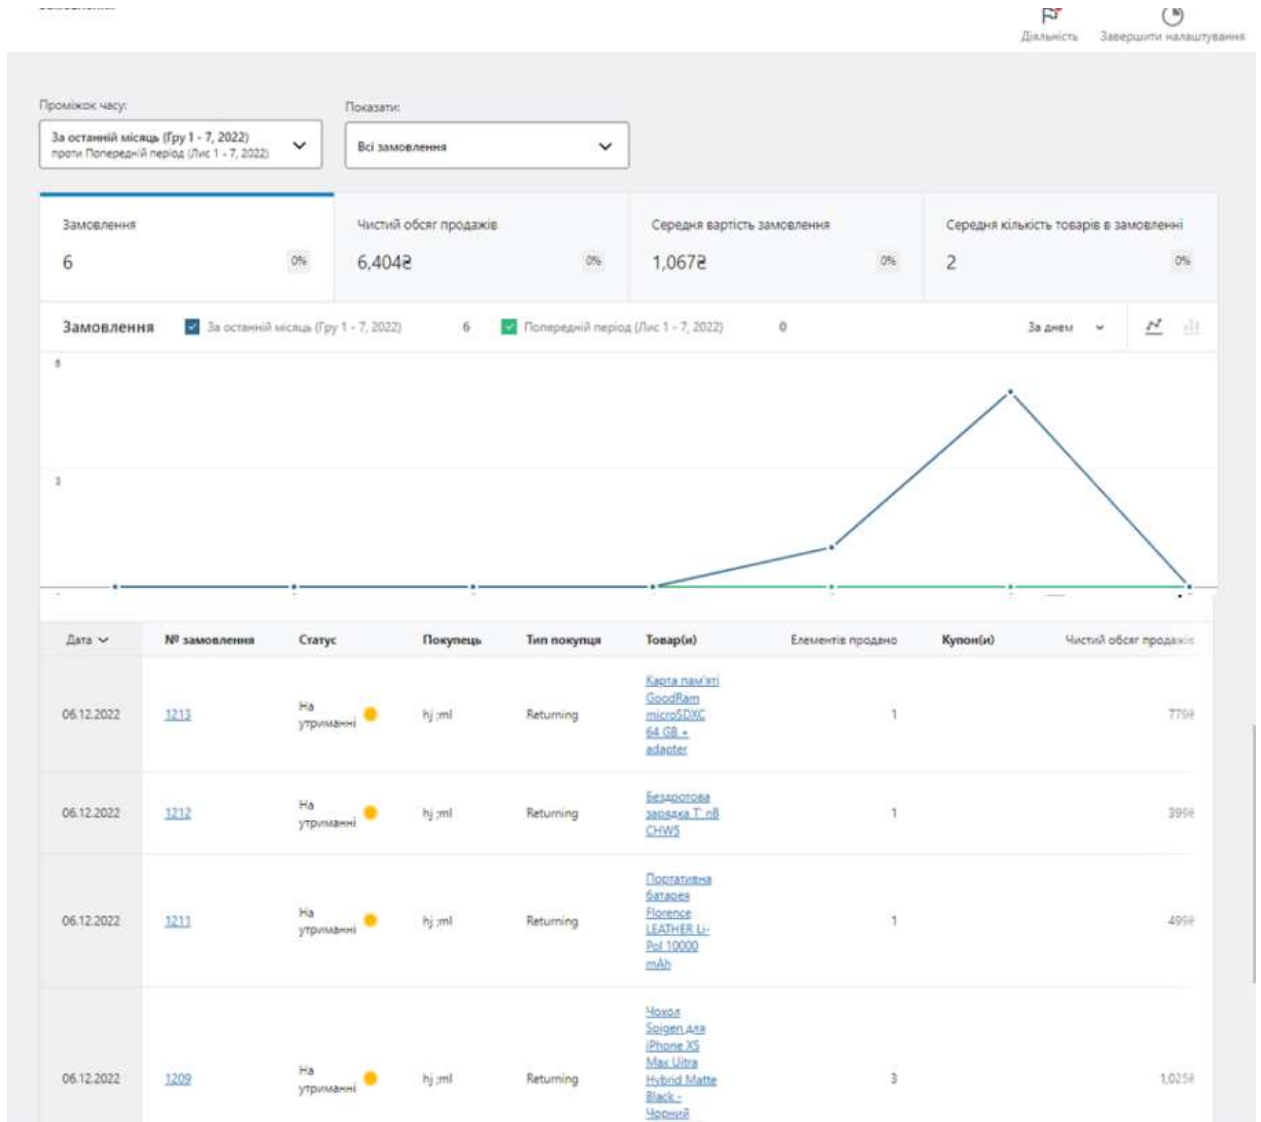 Діяльність
Завершити налаштування
Проміжок часу:
Показати:
За останній місяць (Гру 1 - 7, 2022)
проти Попередній період (Лис 1 - 7, 2022)
Всі замовлення
Замовлення
Чистий обсяг продажів
Середня вартість замовлення
Середня кількість товарів в замовленні
6
0%
6,404₴
0%
1,067₴
0%
2
0%
Замовлення
За останній місяць (Гру 1 - 7, 2022)
6
Попередній період (Лис 1 - 7, 2022)
0
За днем
3
Дата
№ замовлення
Статус
Покупець
Тип покупця
Товар(и)
Елементів продано
Купон(и)
Чистий обсяг продажів
06.12.2022
1213
На
утриманні
hj ;ml
Returning
Карта пам'яті
GoodRam
microSDXC
64 GB +
adapter
1
779₴
06.12.2022
1212
На
утриманні
hj ;ml
Returning
Бездротова
зарядка T' nB
CHW5
1
399₴
06.12.2022
1211
На
утриманні
hj ;ml
Returning
Портативна
батарея
Florence
LEATHER Li-
Pol 10000
mAh
1
499₴
06.12.2022
1209
На
утриманні
hj ;ml
Returning
Чохол
Spigen для
iPhone XS
Max Ultra
Hybrid Matte
Black -
Чорний
3
1,025₴